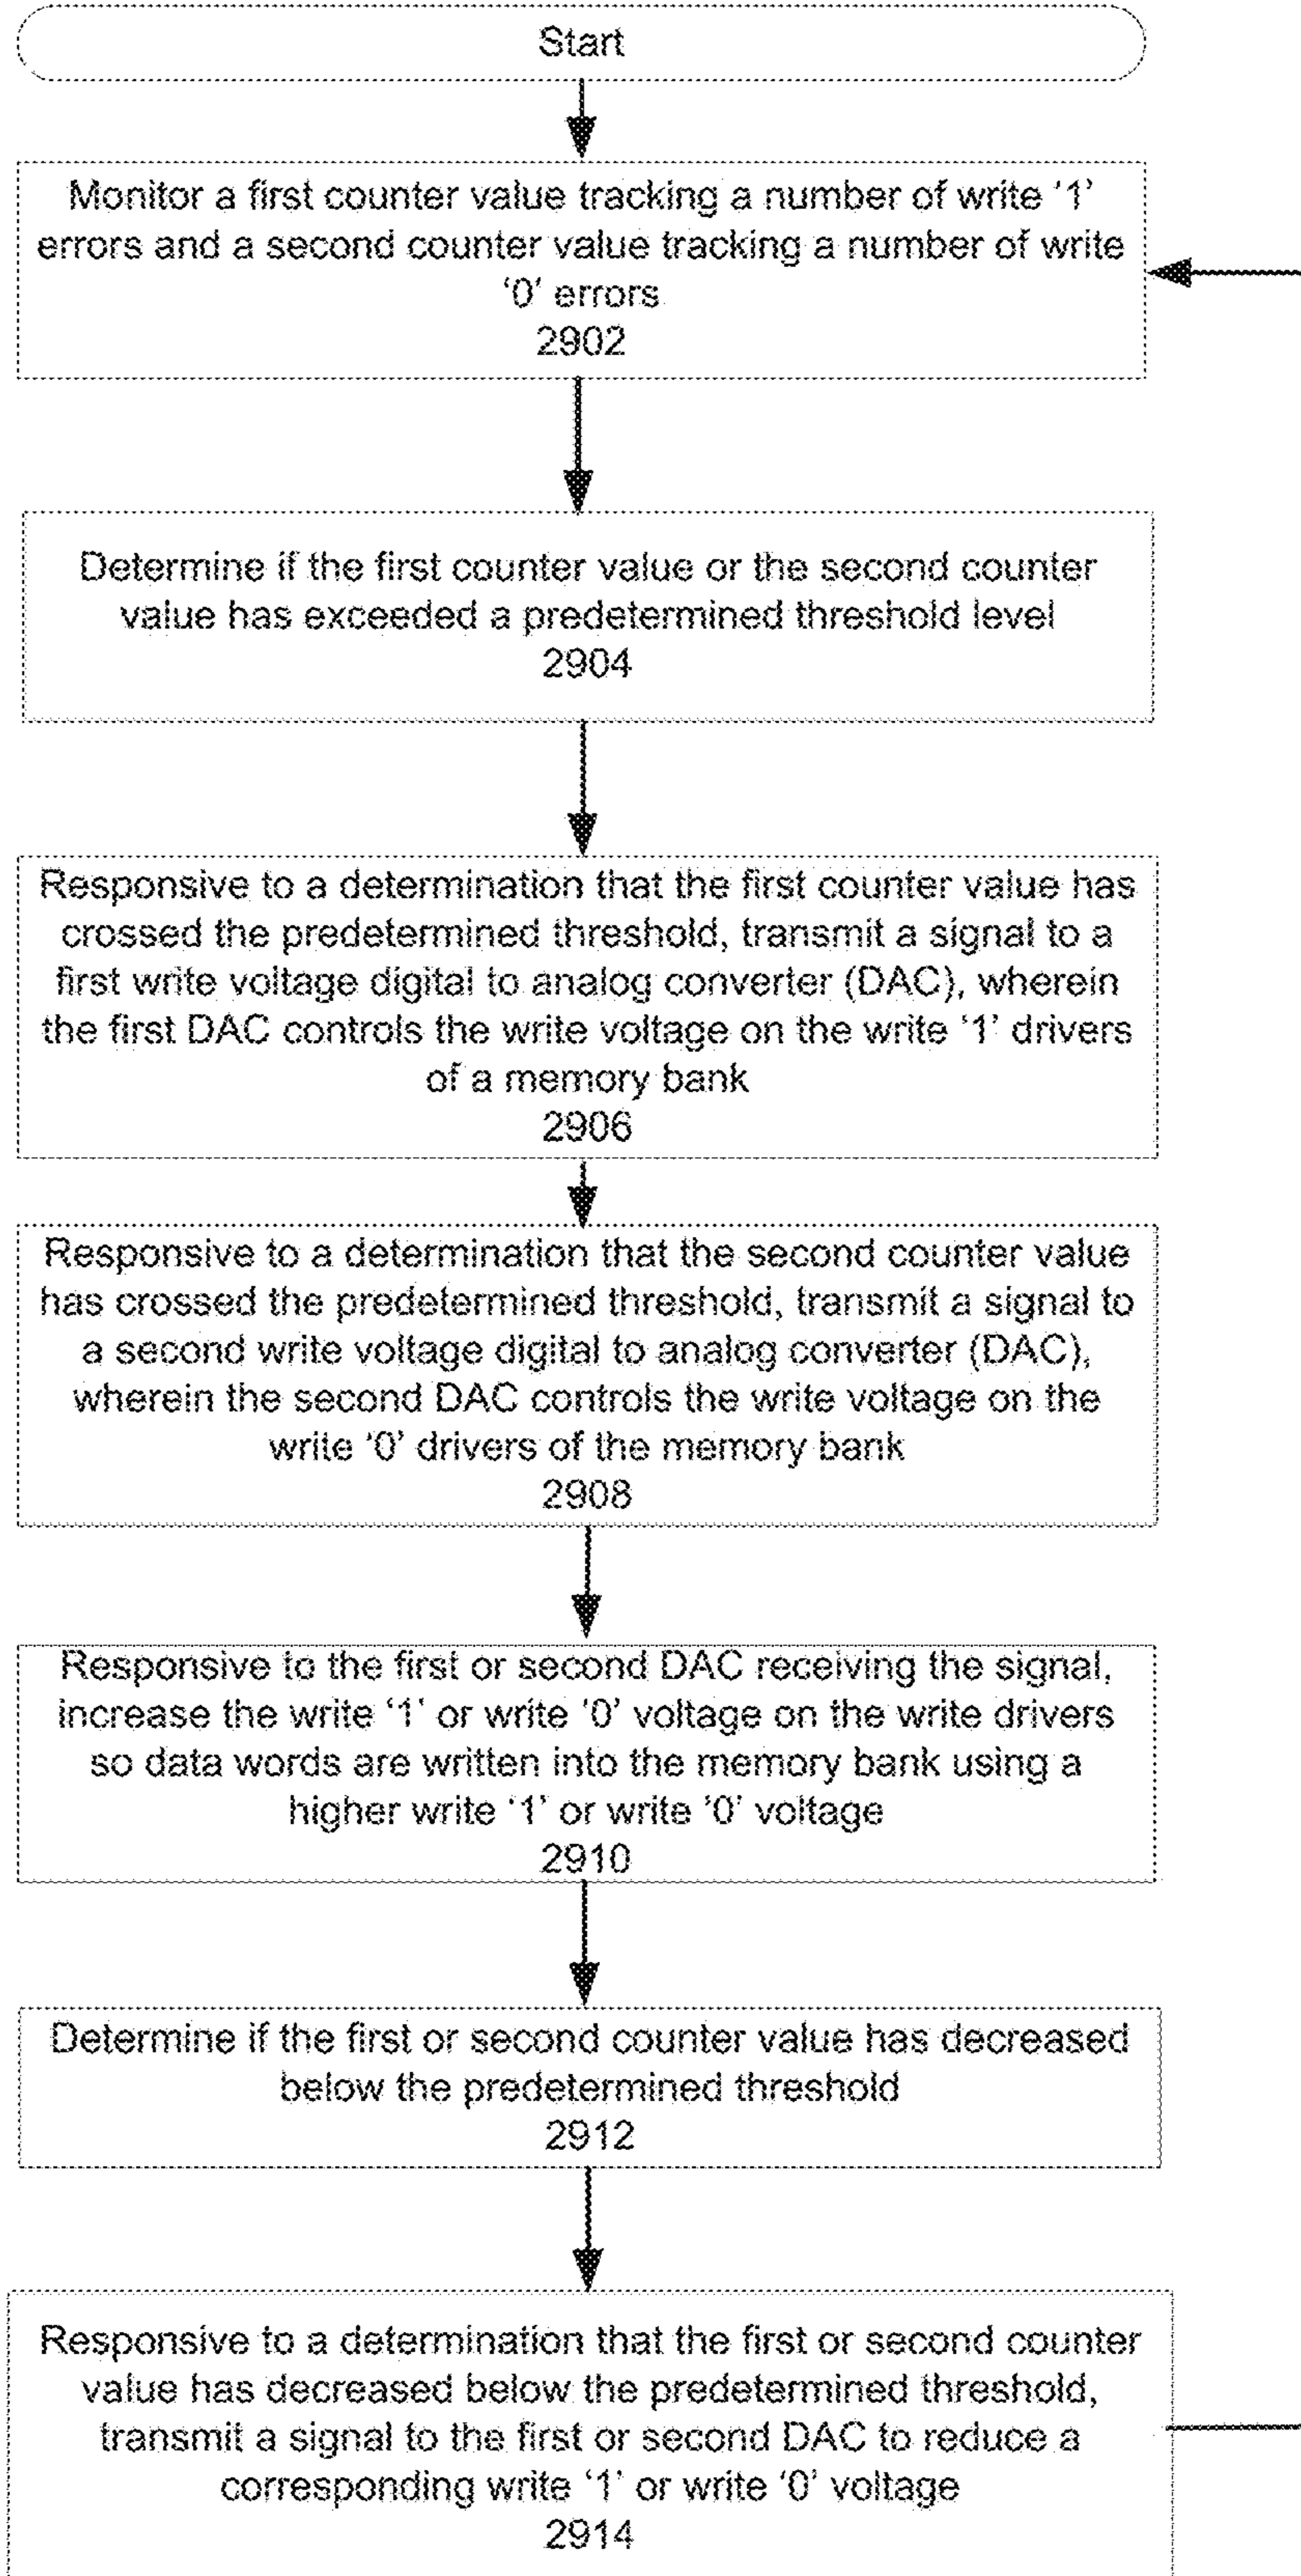 Start
Monitor a first counter value tracking a number of write ‘1’
errors and a second counter value tracking a number of write
‘0’ errors
2902
Determine if the first counter value or the second counter
value has exceeded a predetermined threshold level
2904
Responsive to a determination that the first counter value has
crossed the predetermined threshold, transmit a signal to a
first write voltage digital to analog converter (DAC), wherein
the first DAC controls the write voltage on the write ‘1’ drivers
of a memory bank
2906
Responsive to a determination that the second counter value
has crossed the predetermined threshold, transmit a signal to
a second write voltage digital to analog converter (DAC),
wherein the second DAC controls the write voltage on the
write ‘0’ drivers of the memory bank
2908
Responsive to the first or second DAC receiving the signal,
increase the write ‘1’ or write ‘0’ voltage on the write drivers
so data words are written into the memory bank using a
higher write ‘1’ or write ‘0’ voltage
2910
Determine if the first or second counter value has decreased
below the predetermined threshold
2912
Responsive to a determination that the first or second counter
value has decreased below the predetermined threshold,
transmit a signal to the first or second DAC to reduce a
corresponding write ‘1’ or write ‘0’ voltage
2914